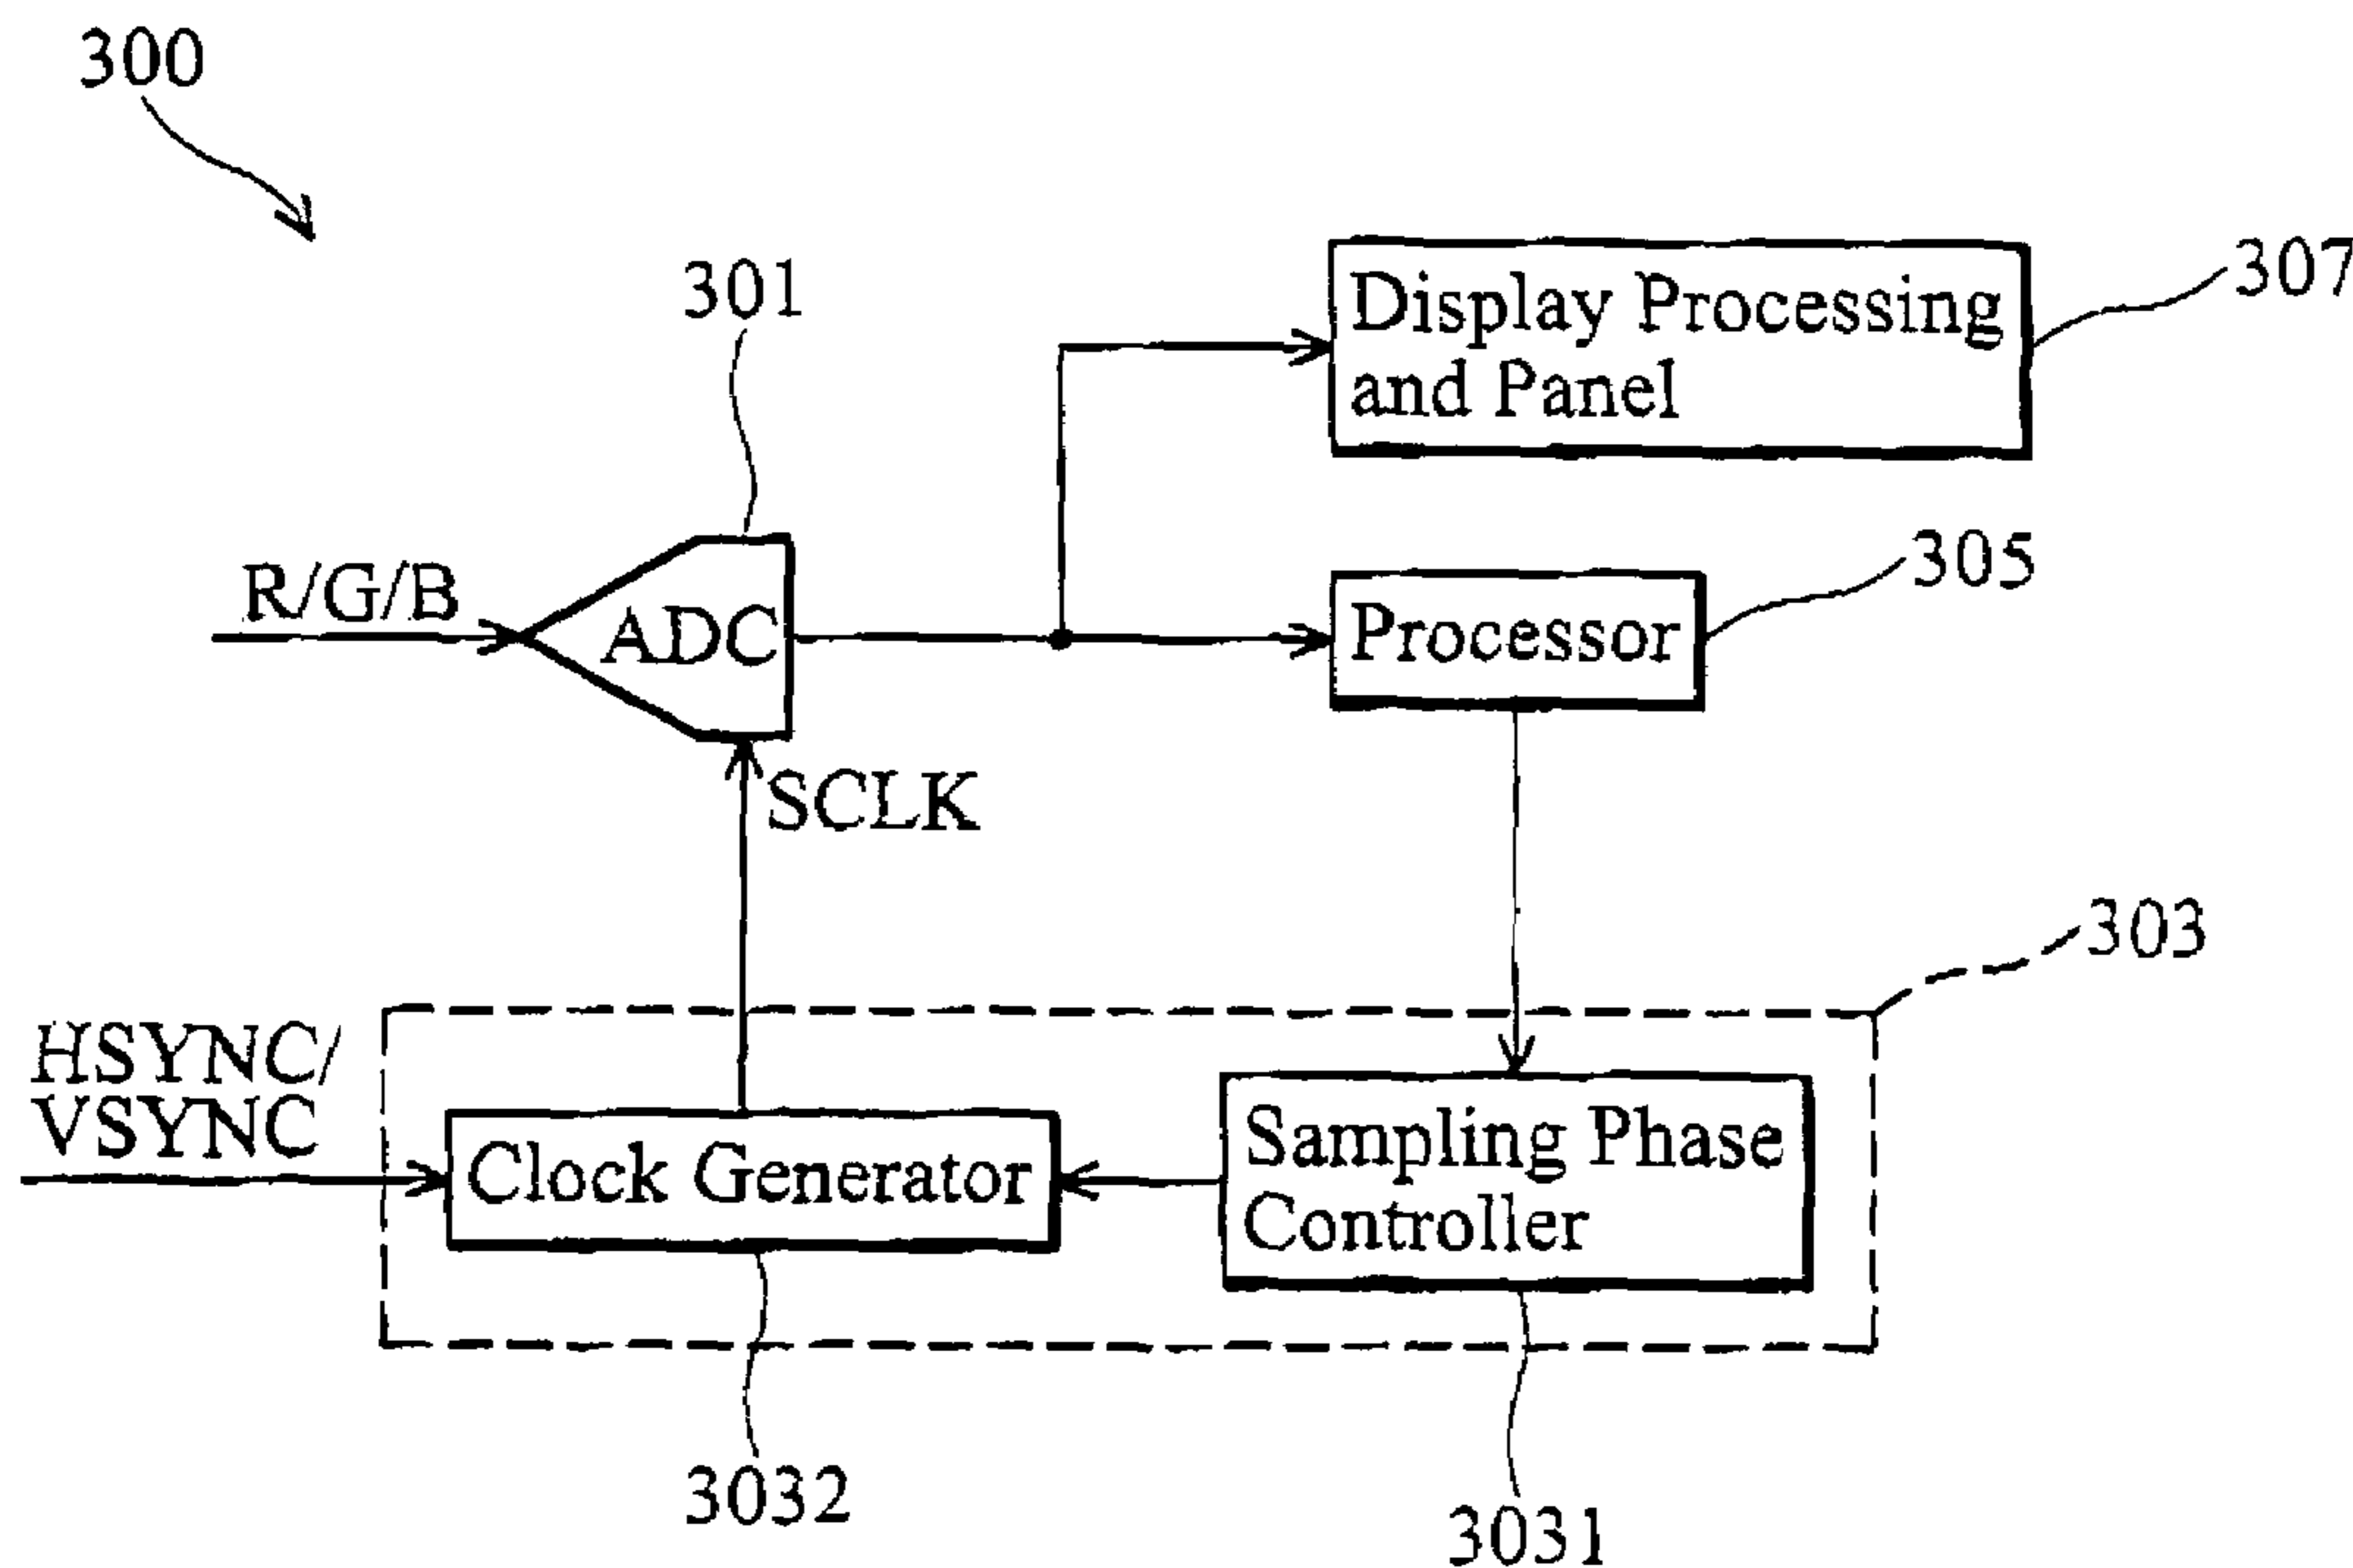 300
301
Display Processing
and Panel
307
R/G/B
ADC
Processor
305
SCLK
303
HSYNC/
VSYNC
Clock Generator
Sampling Phase
Controller
3032
3031